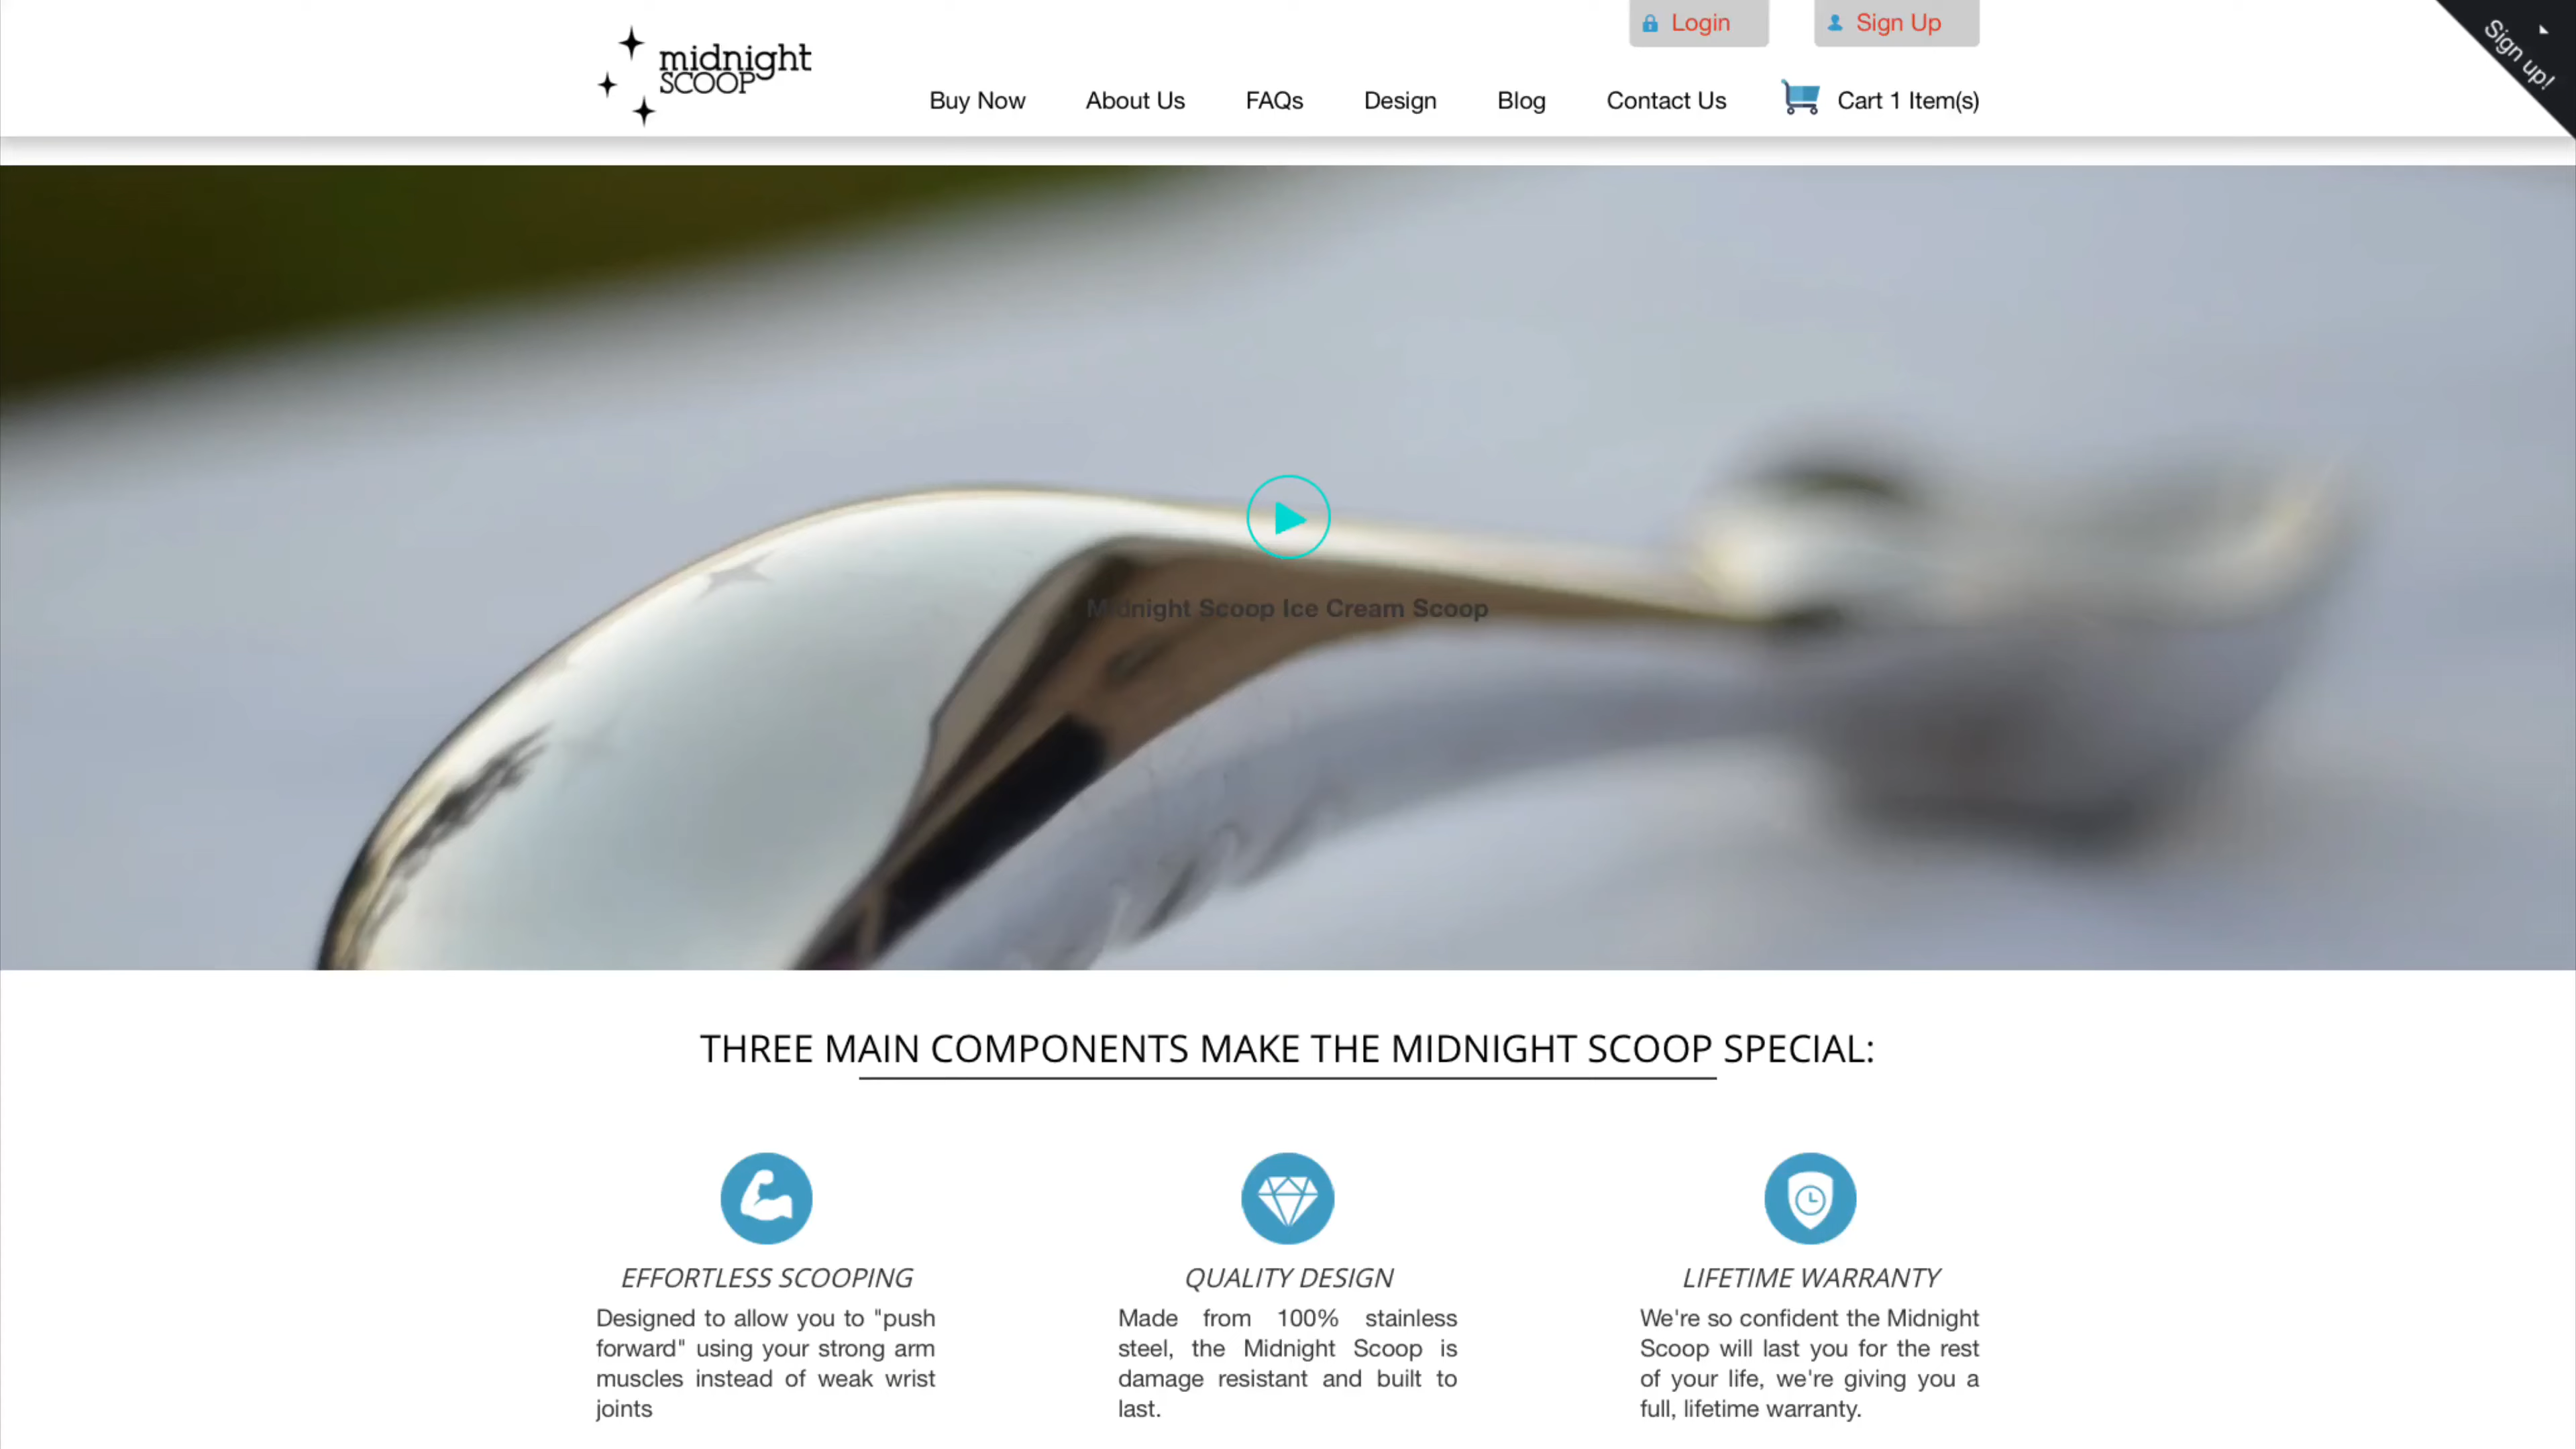 Login
Sign Up
Sign up!
midnight
SCOOP
Buy Now
About Us
FAQs
Design
Blog
Contact Us
Cart 1 Item(s)
Midnight Scoop Ice Cream Scoop
THREE MAIN COMPONENTS MAKE THE MIDNIGHT SCOOP SPECIAL:
EFFORTLESS SCOOPING
Designed to allow you to "push
forward" using your strong arm
muscles instead of weak wrist
joints
QUALITY DESIGN
Made from 100% stainless
steel, the Midnight Scoop is
damage resistant and built to
last.
LIFETIME WARRANTY
We're so confident the Midnight
Scoop will last you for the rest
of your life, we're giving you a
full, lifetime warranty.